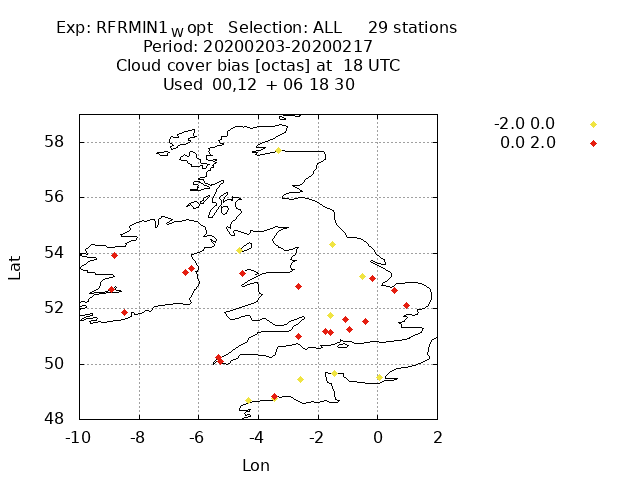 Exp: RFRMIN1Wopt Selection: ALL 29 stations
Period: 20200203-20200217
Cloud cover bias [octas] at 18 UTC
Used 00,12 + 06 18 30
-2.0 0.0
0.0 2.0
58
56
54
52
50
48
Lat
-10 -8 -6 -4 -2 0 2
Lon